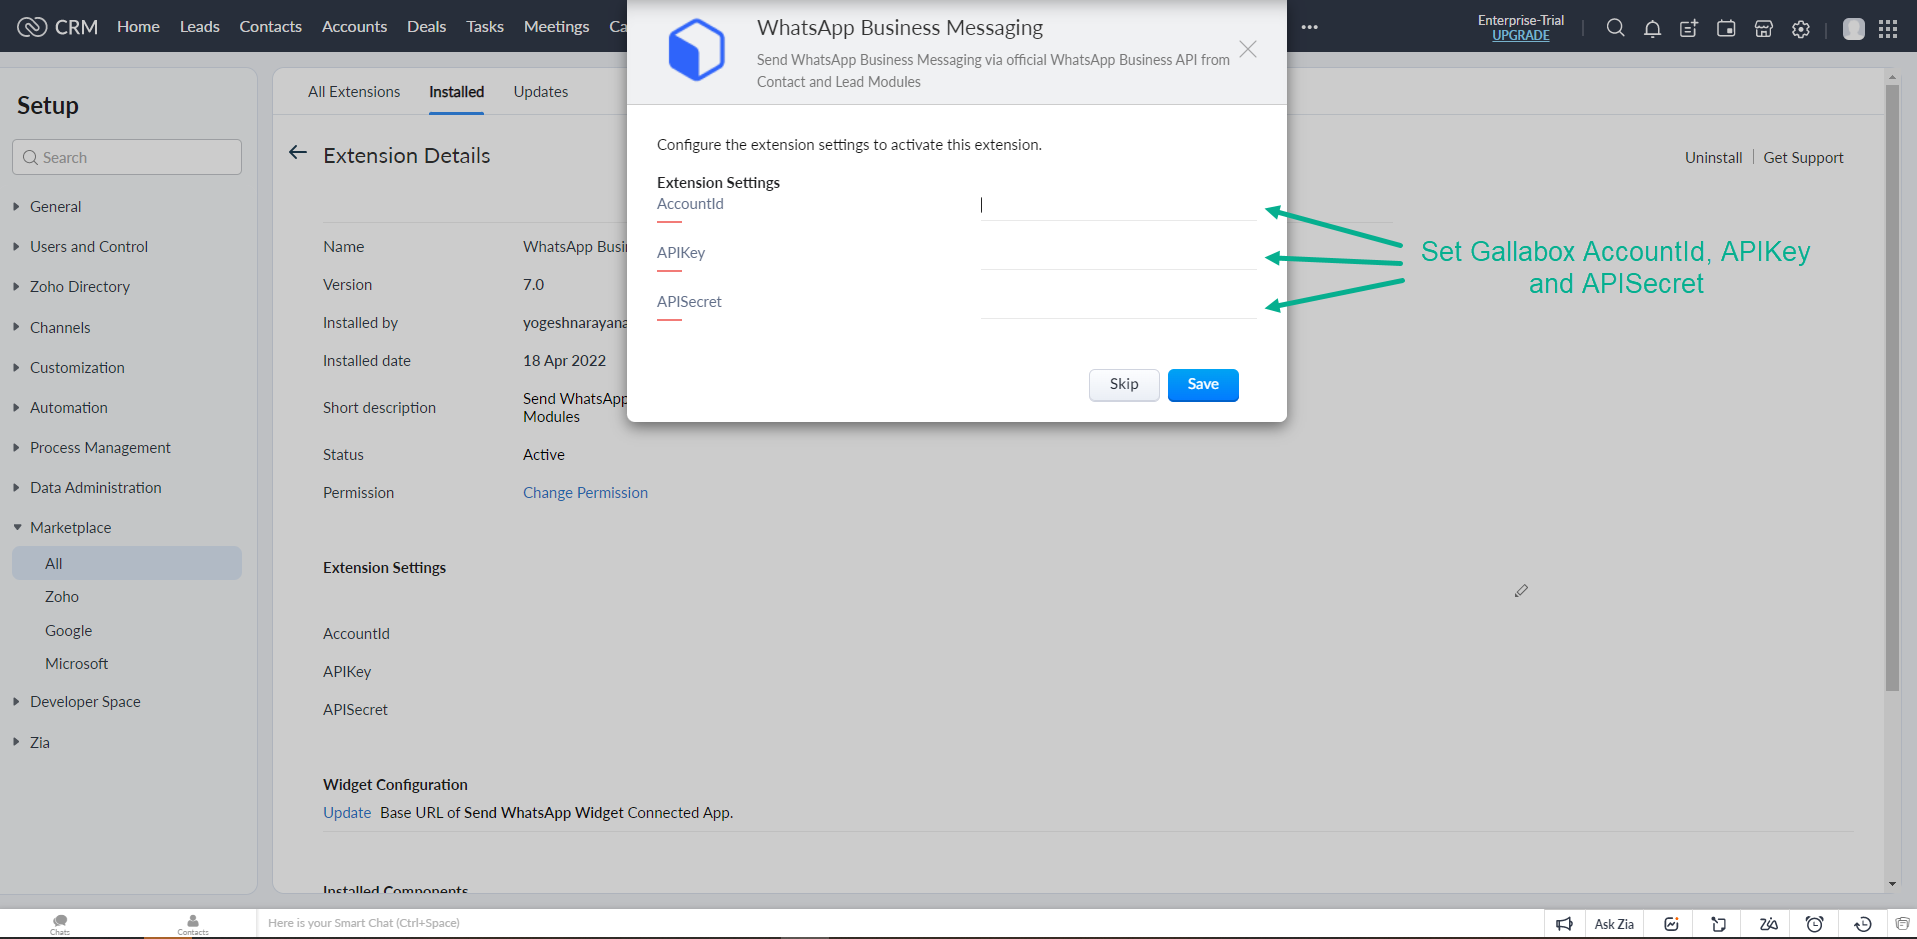 CRM Home Leads Contacts Accounts Deals Tasks Meetings Ca
Enterprise-Trial
UPGRADE
WhatsApp Business Messaging
Send WhatsApp Business Messaging via official WhatsApp Business API from
Contact and Lead Modules
Configure the extension settings to activate this extension.
Extension Settings
AccountId
APIKey
APISecret
Skip Save
Set Gallabox AccountId, APIKey
and APISecret
Setup
Search
General
Users and Control
Zoho Directory
Channels
Customization
Automation
Process Management
Data Administration
Marketplace
All
Zoho
Google
Microsoft
Developer Space
Zia
All Extensions Installed Updates
Extension Details
Uninstall Get Support
Name WhatsApp Busi
Version 7.0
Installed by yogeshnarayana
Installed date 18 Apr 2022
Short description Send WhatsApp
Modules
Status Active
Permission Change Permission
Extension Settings
AccountId
APIKey
APISecret
Widget Configuration
Update Base URL of Send WhatsApp Widget Connected App.
Installed Components
Chats
Contacts
Here is your Smart Chat (Ctrl+Space)
Ask Zia